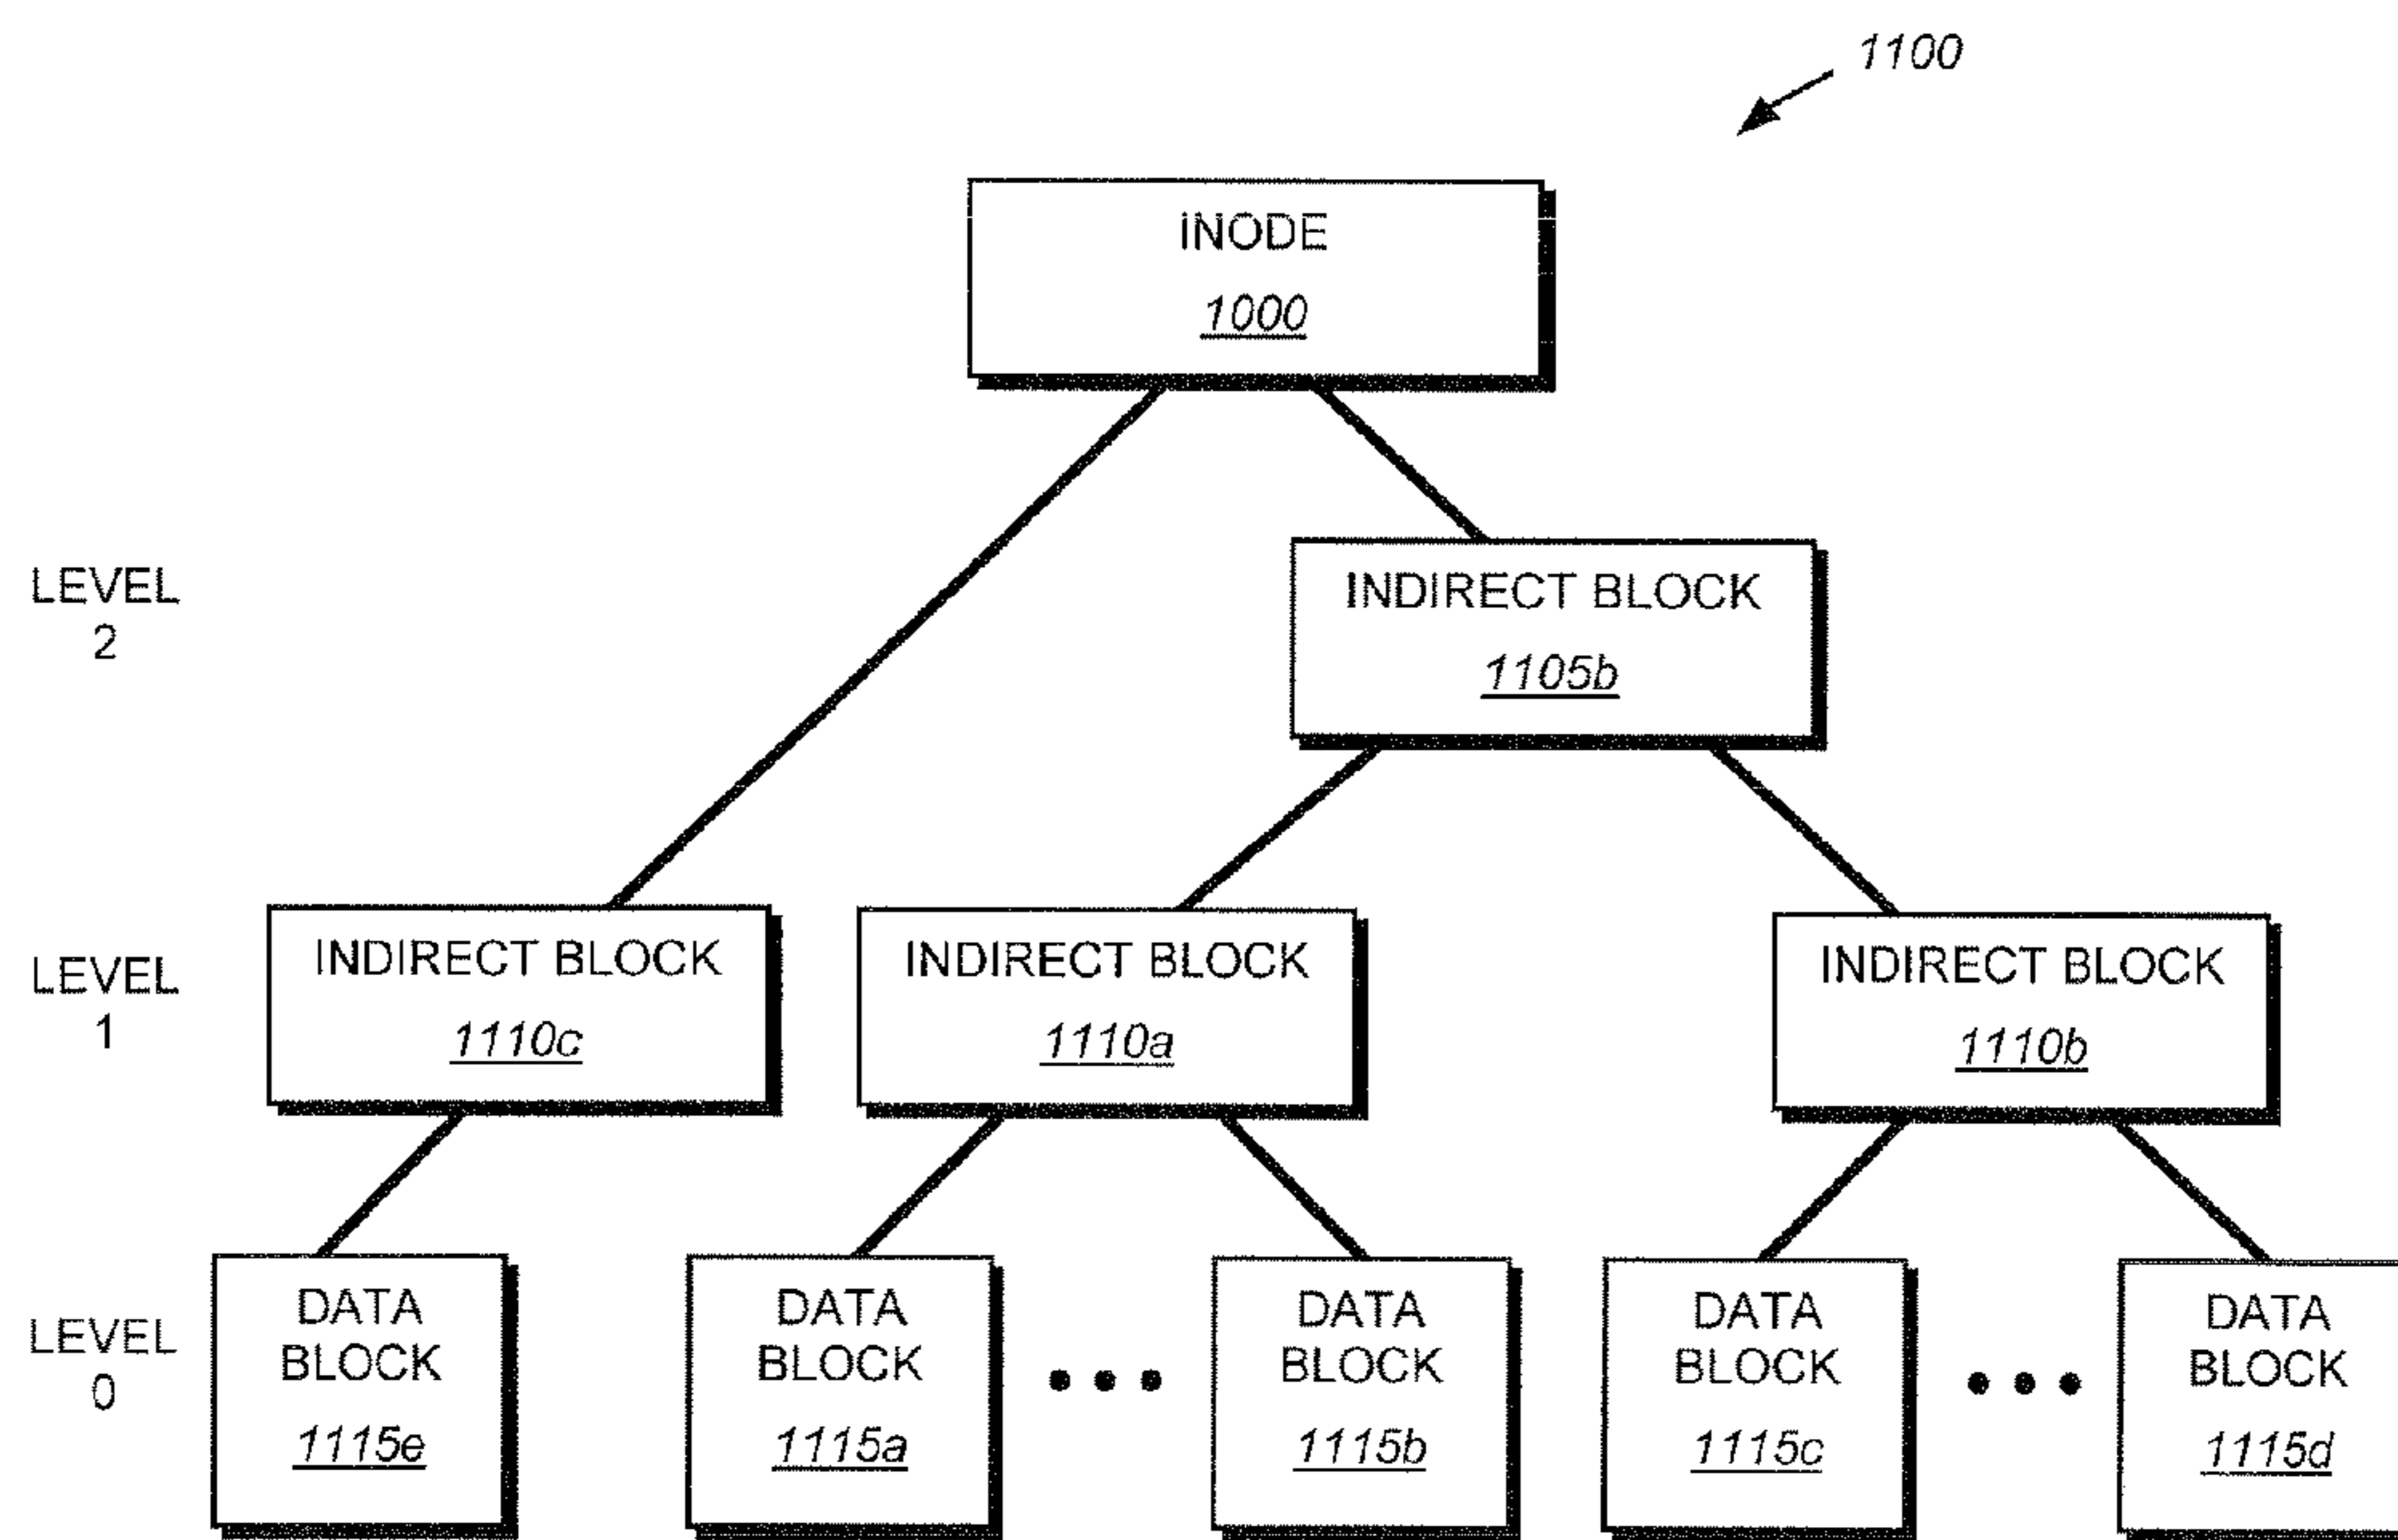 1100
INODE
1000
LEVEL
2
INDIRECT BLOCK
1105b
LEVEL
1
INDIRECT BLOCK
1110c
INDIRECT BLOCK
1110a
INDIRECT BLOCK
1110b
LEVEL
0
DATA
BLOCK
1115e
DATA
BLOCK
1115a
• • •
DATA
BLOCK
1115b
DATA
BLOCK
1115c
• • •
DATA
BLOCK
1115d